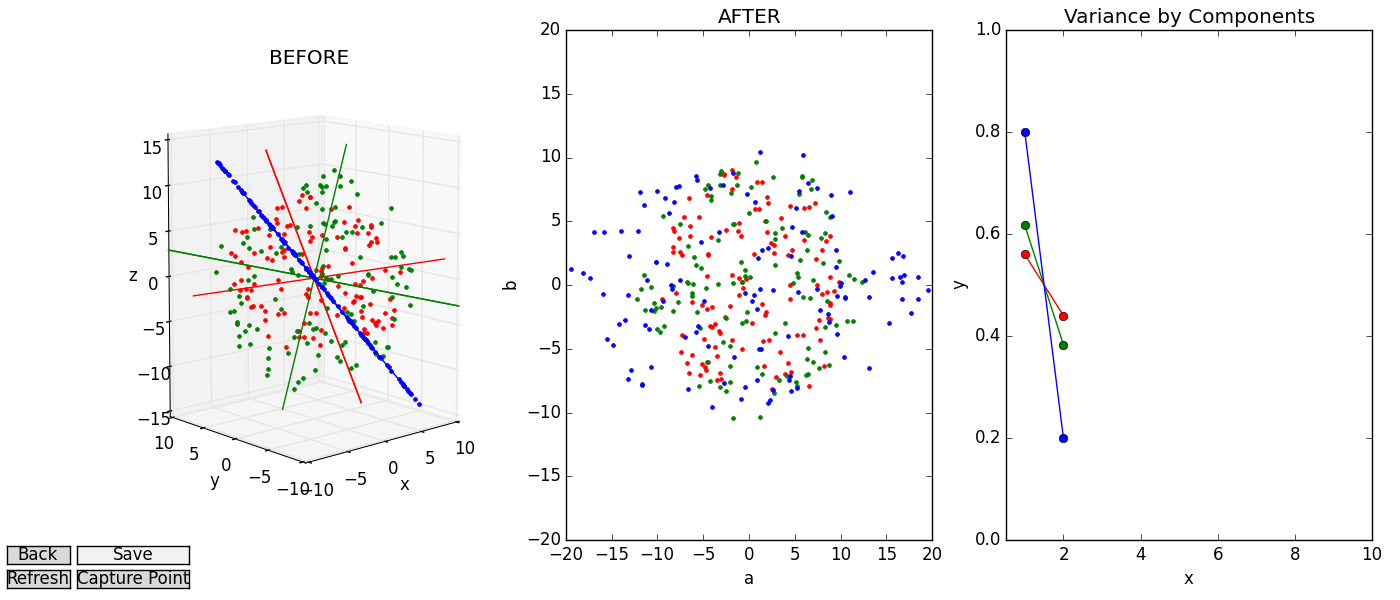 BEFORE
15
10
5
z
0
−5
−10
−15
10
5
y
0
−5
−10
−10
−5
0
x
5
10
AFTER
20
15
10
5
b
0
−5
−10
−15
−20
−20 −15 −10 −5 0 5 10 15 20
a
Variance by Components
1.0
0.8
0.6
y
0.4
0.2
0.0
2 4 6 8 10
x
Back Save
Refresh Capture Point